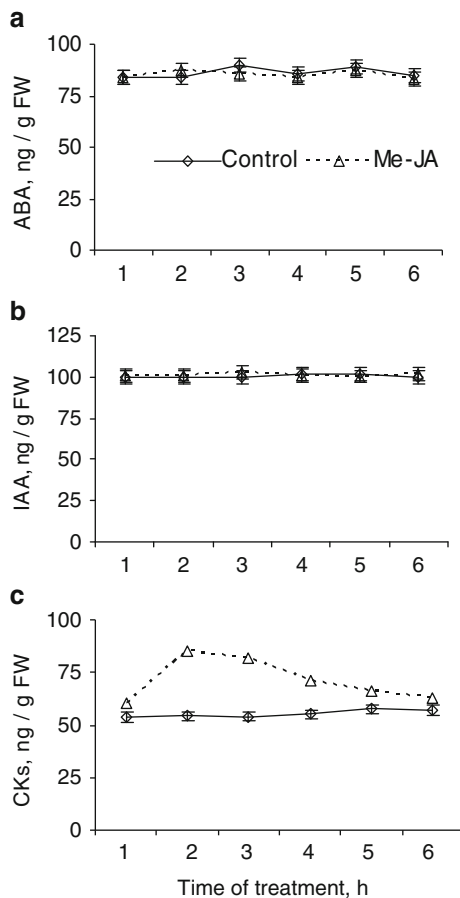 a
100
75
50
25
0
ABA, ng / g FW
Control
Me-JA
1 2 3 4 5 6
b
125
100
75
50
25
0
IAA, ng / g FW
1 2 3 4 5 6
c
100
75
50
25
0
CKs, ng / g FW
1 2 3 4 5 6
Time of treatment, h